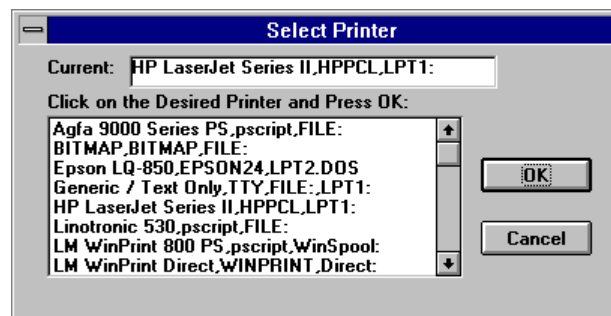 Select Printer
Current: HP LaserJet Series II,HPPCL,LPT1:
Click on the Desired Printer and Press OK:
Agfa 9000 Series PS,pscript,FILE:
BITMAP,BITMAP,FILE:
Epson LQ-850,EPSON24,LPT2.DOS
Generic / Text Only,TTY,FILE:,LPT1:
HP LaserJet Series II,HPPCL,LPT1:
Linotronic 530,pscript,FILE:
LM WinPrint 800 PS,pscript,WinSpool:
LM WinPrint Direct,WINPRINT,Direct:
OK
Cancel